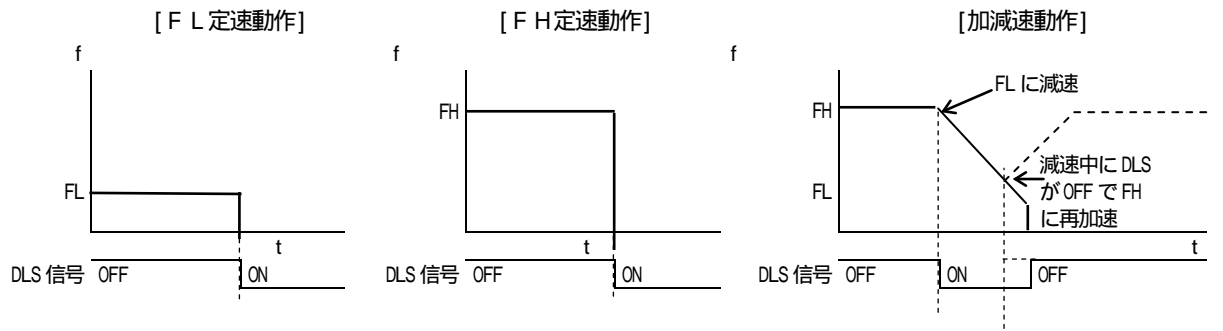 [ＦＬ定速動作]
[ＦH定速動作]
[加減速動作]
f
f
f
FL に減速
FH
FH
減速中に DLS
が OFF で FH
に再加速
FL
FL
t
t
t
DLS 信号 OFF ON
DLS 信号 OFF ON
DLS 信号 OFF ON OFF